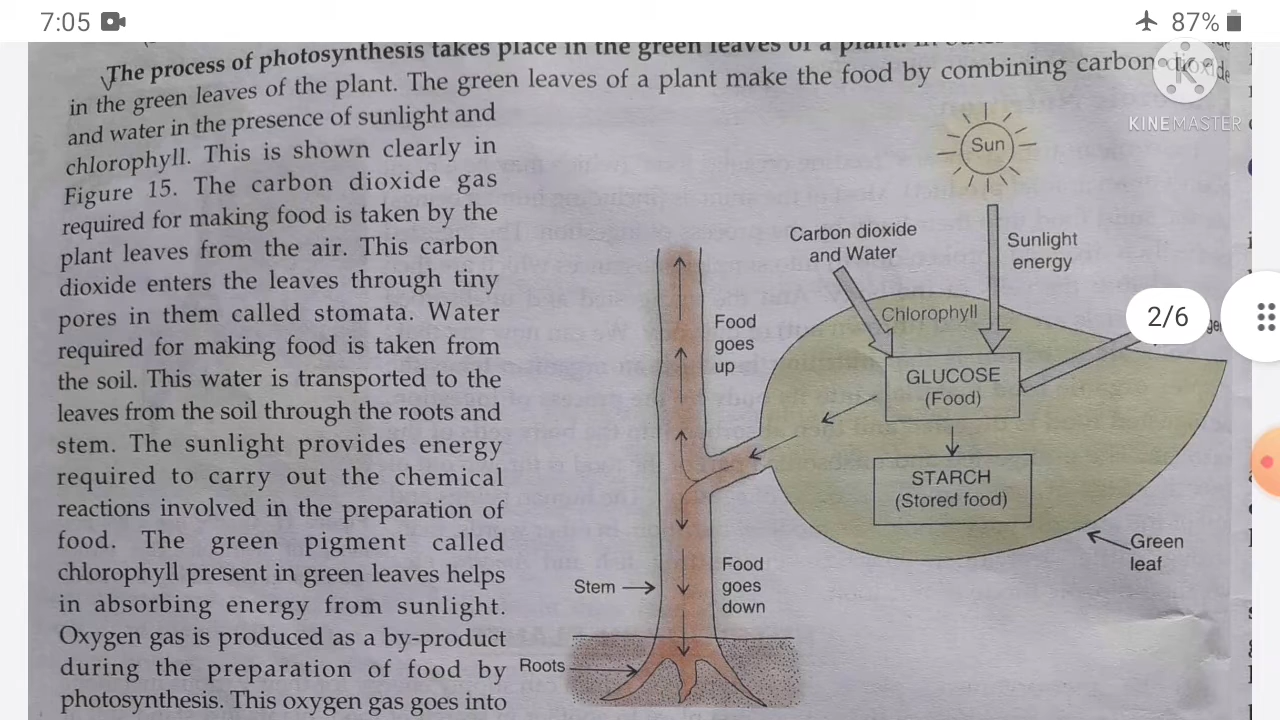 7:05
87%
The process of photosynthesis takes place in the green leaves of a plant.
in the green leaves of the plant. The green leaves of a plant make the food by combining carbon dioxide
and water in the presence of sunlight and
chlorophyll. This is shown clearly in
Figure 15. The carbon dioxide gas
required for making food is taken by the
plant leaves from the air. This carbon
dioxide enters the leaves through tiny
pores in them called stomata. Water
required for making food is taken from
the soil. This water is transported to the
leaves from the soil through the roots and
stem. The sunlight provides energy
required to carry out the chemical
reactions involved in the preparation of
food. The green pigment called
chlorophyll present in green leaves helps
in absorbing energy from sunlight.
Oxygen gas is produced as a by-product
during the preparation of food by
photosynthesis. This oxygen gas goes into
K
KINEMASTER
Sun
Carbon dioxide
and Water
Sunlight
energy
Chlorophyll
2/6
Food
goes
up
GLUCOSE
(Food)
STARCH
(Stored food)
Green
leaf
Stem
Food
goes
down
Roots